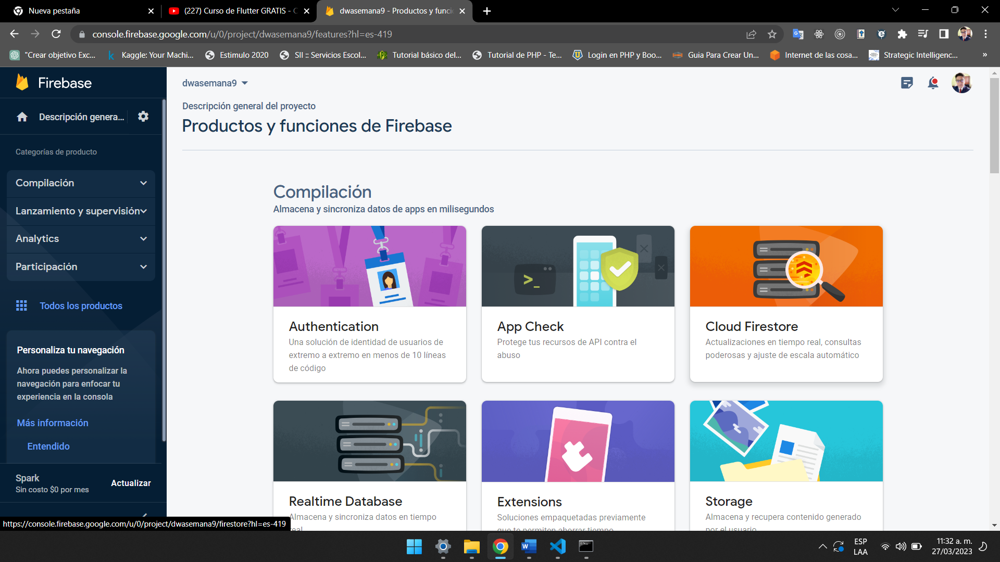 Nueva pestaña
(227) Curso de Flutter GRATIS - C
dwasemana9 - Productos y funci
console.firebase.google.com/u/0/project/dwasemana9/features?hl=es-419
"Crear objetivo Exc...
Kaggle: Your Machi...
Estimulo 2020
SII :: Servicios Escol...
Tutorial básico del...
Tutorial de PHP - Te...
Login en PHP y Boo...
Guia Para Crear Un...
Internet de las cosa...
Strategic Intelligenc...
»
Firebase
Descripción genera...
Categorías de producto
Compilación
Lanzamiento y supervisión
Analytics
Participación
Todos los productos
Personaliza tu navegación
Ahora puedes personalizar la
navegación para enfocar tu
experiencia en la consola
Más información
Entendido
Spark
Sin costo $0 por mes
Actualizar
https://console.firebase.google.com/u/0/project/dwasemana9/firestore?hl=es-419
dwasemana9
Descripción general del proyecto
Productos y funciones de Firebase
Compilación
Almacena y sincroniza datos de apps en milisegundos
>_
Authentication
Una solución de identidad de usuarios de
extremo a extremo en menos de 10 líneas
de código
App Check
Protege tus recursos de API contra el
abuso
Cloud Firestore
Actualizaciones en tiempo real, consultas
poderosas y ajuste de escala automático
Realtime Database
Almacena y sincroniza datos en tiempo
real
Extensions
Soluciones empaquetadas previamente
que te permiten ahorrar tiempo
Storage
Almacena y recupera contenido generado
por el usuario
ESP
LAA
11:32 a. m.
27/03/2023